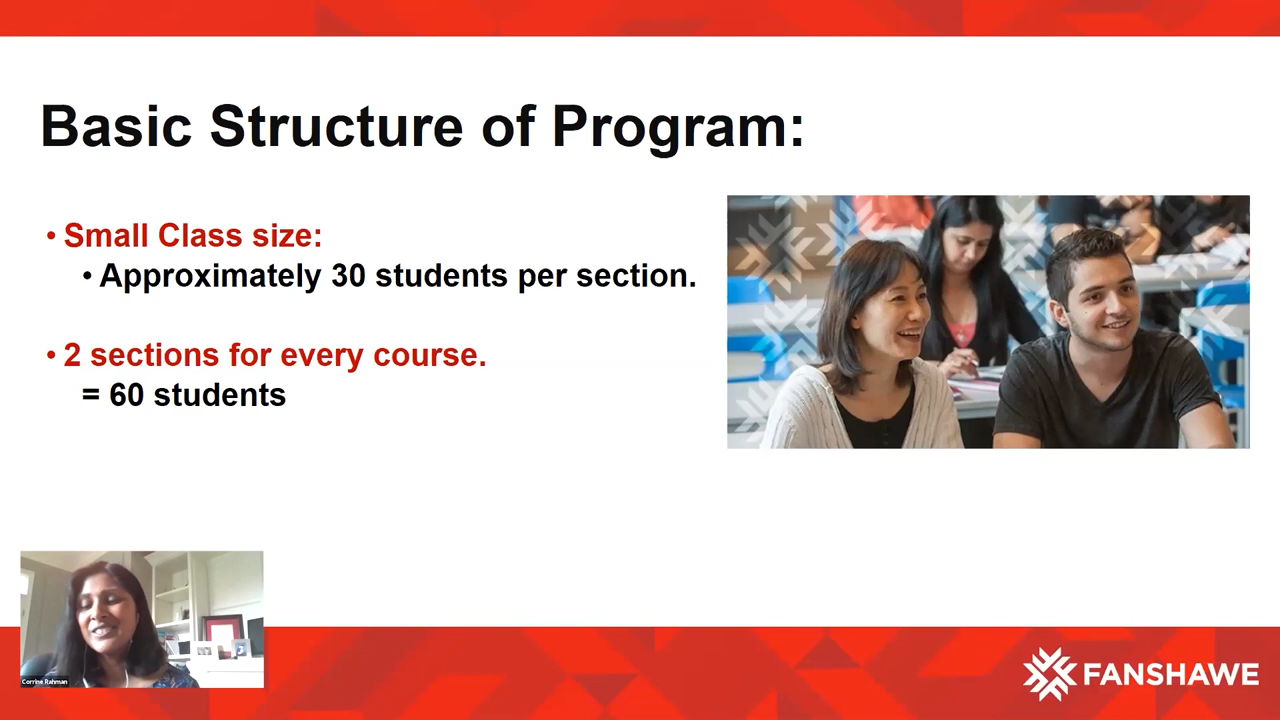 Basic Structure of Program:
• Small Class size:
• Approximately 30 students per section.
• 2 sections for every course.
= 60 students
Corrine Rahman
FANSHAWE